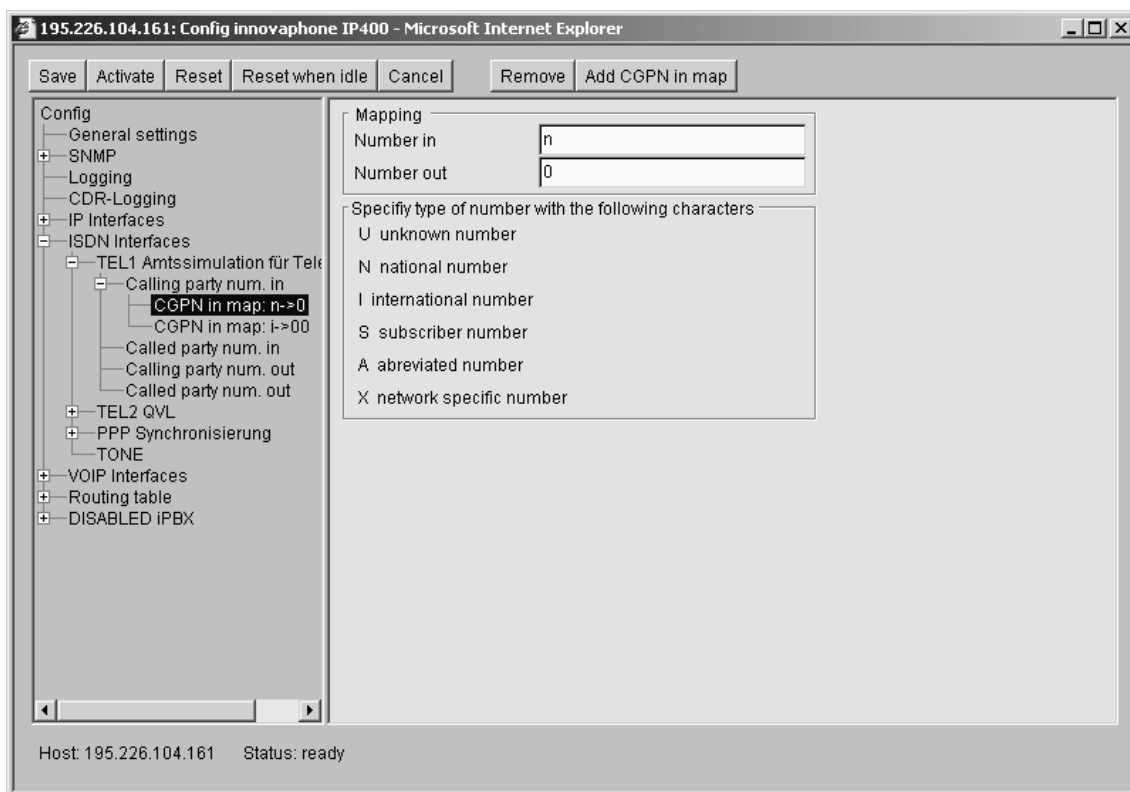 195.226.104.161: Config innovaphone IP400 - Microsoft Internet Explorer
Save Activate Reset Reset when idle Cancel Remove Add CGPN in map
Config
General settings
SNMP
Logging
CDR-Logging
IP Interfaces
ISDN Interfaces
TEL1 Amtssimulation für Tele
Calling party num. in
CGPN in map: n->0
CGPN in map: i->00
Called party num. in
Calling party num. out
Called party num. out
TEL2 QVL
PPP Synchronisierung
TONE
VOIP Interfaces
Routing table
DISABLED iPBX
Mapping
Number in n
Number out 0
Specifiy type of number with the following characters
U unknown number
N national number
I international number
S subscriber number
A abreviated number
X network specific number
Host: 195.226.104.161 Status: ready